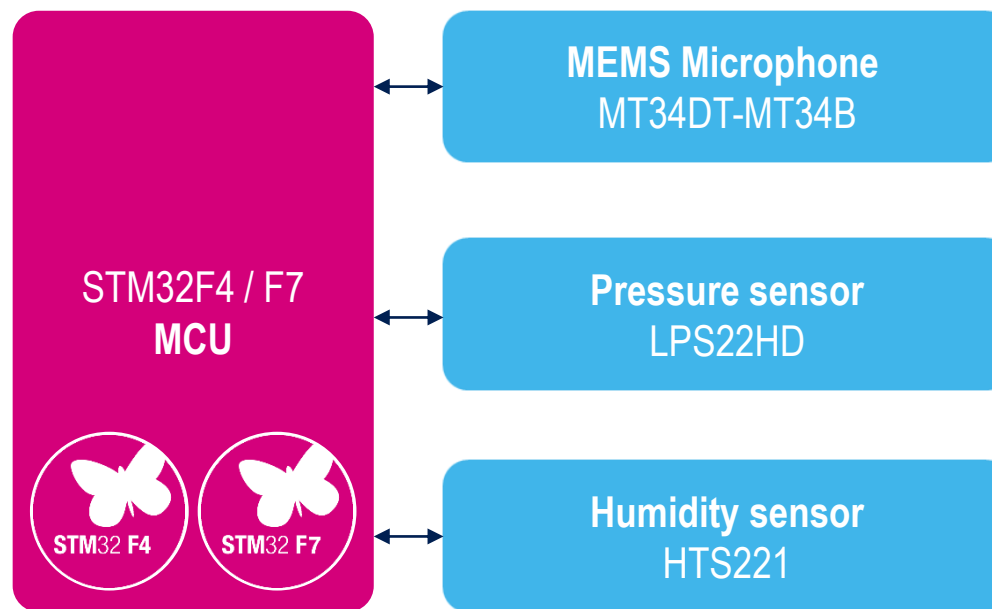 MEMS Microphone
MT34DT-MT34B
STM32F4 / F7
MCU
Pressure sensor
LPS22HD
Humidity sensor
HTS221
STM32 F4
STM32 F7